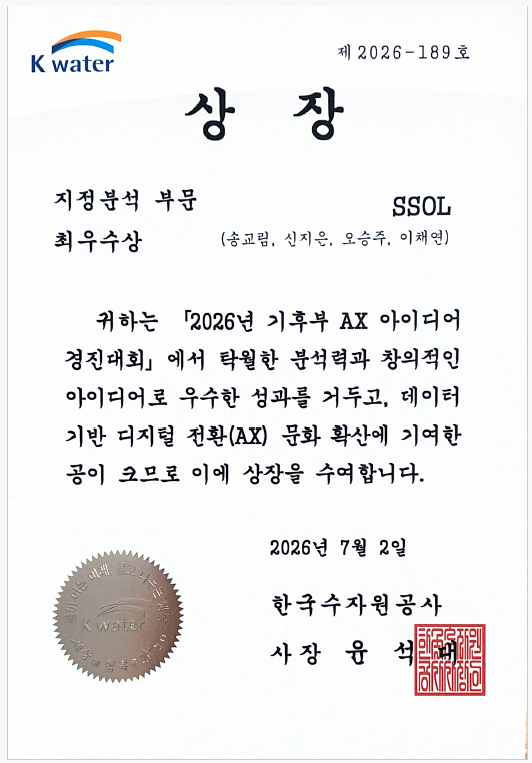 K water
제 2026-189 호
상 장
지정분석 부문
SSOL
최우수상
(송교림, 신지은, 오승주, 이채연)
귀하는 「2026년 기후부 AX 아이디어
경진대회」에서 탁월한 분석력과 창의적인
아이디어로 우수한 성과를 거두고, 데이터
기반 디지털 전환(AX) 문화 확산에 기여한
공이 크므로 이에 상장을 수여합니다.
2026년 7월 2일
한국수자원공사
사장 윤 석 대
K water